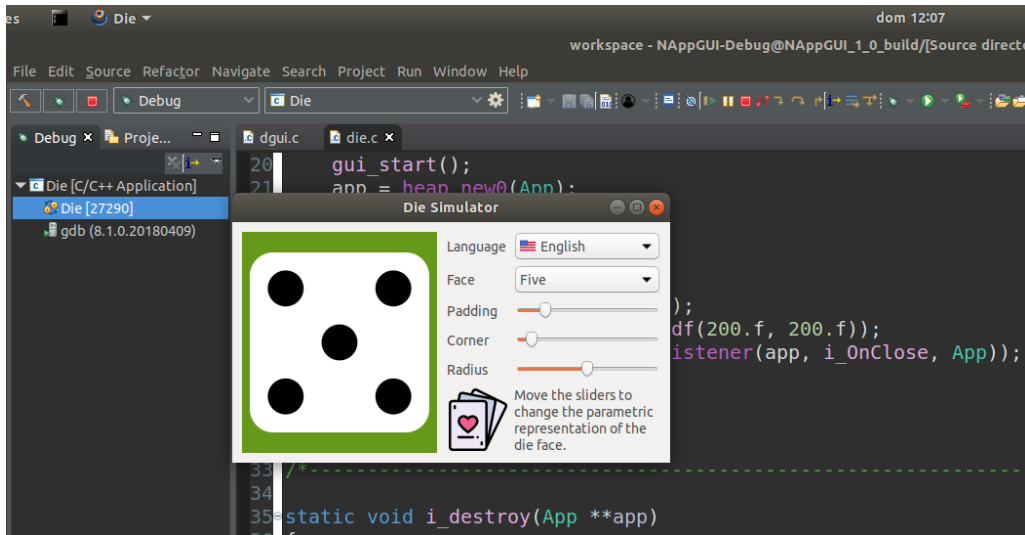 es Die dom 12:07
workspace - NAppGUI-Debug@NAppGUI_1_0_build/[Source directo
File Edit Source Refactor Navigate Search Project Run Window Help
Debug Die
Debug Proje... dgui.c die.c
20 gui_start();
21 app = heap_new0(App);
Die [C/C++ Application]
Die [27290]
gdb (8.1.0.20180409)
Die Simulator
Language English
Face Five
Padding
Corner
Radius
Move the sliders to
change the parametric
representation of the
die face.
);
df(200.f, 200.f));
istener(app, i_OnClose, App));
33 /*------------------------------------------------------------
34
35 static void i_destroy(App **app)